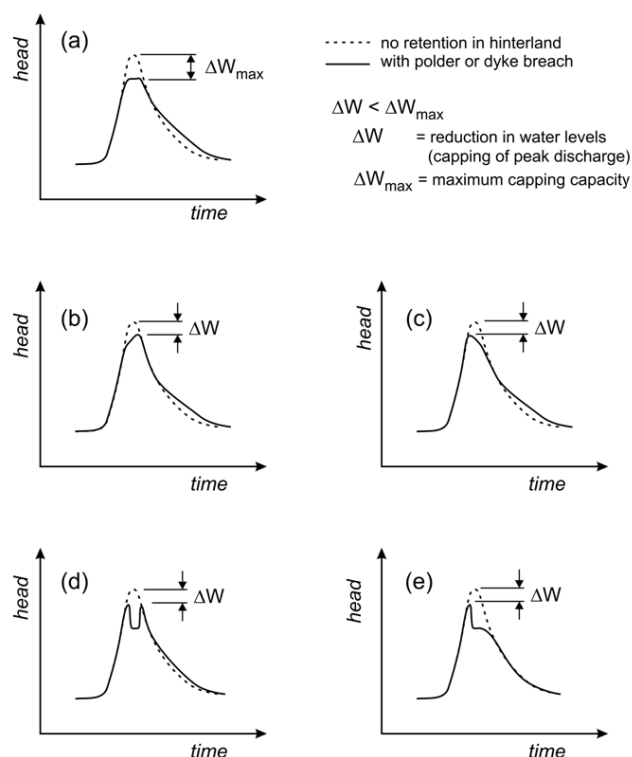 (a)
head
ΔWmax
time
no retention in hinterland
with polder or dyke breach
ΔW < ΔWmax
ΔW = reduction in water levels
(capping of peak discharge)
ΔWmax = maximum capping capacity
(b)
head
ΔW
time
(c)
head
ΔW
time
(d)
head
ΔW
time
(e)
head
ΔW
time